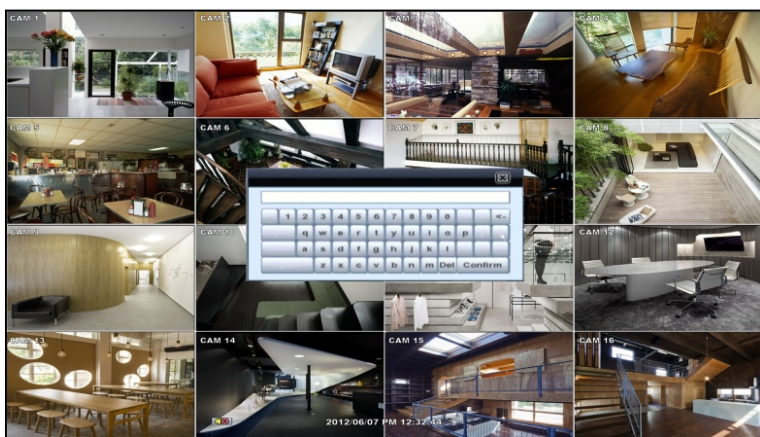 CAM 1 CAM 2 CAM 3 CAM 4
CAM 5 CAM 6 CAM 7 CAM 8
1 2 3 4 5 6 7 8 9 0 <-
q w e r t y u i o p
CAM 9 CAM 10 CAM 12
a s d f g h j k l
z x c v b n m Del Confirm
CAM 13 CAM 14 CAM 15 CAM 16
2012/06/07 PM 12:32:44